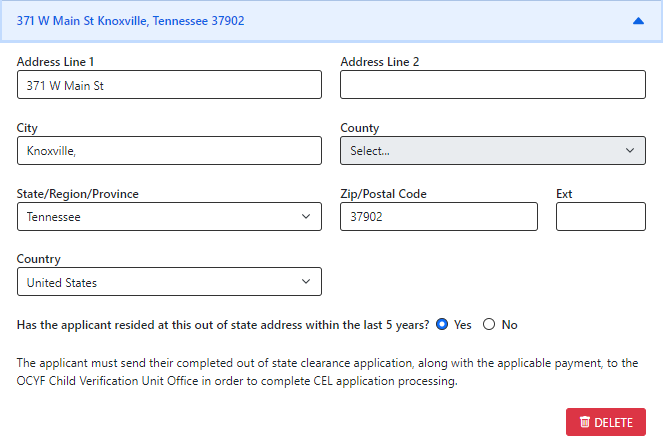 371 W Main St Knoxville, Tennessee 37902
Address Line 1
Address Line 2
371 W Main St
City
County
Knoxville,
Select...
State/Region/Province
Zip/Postal Code
Ext
Tennessee
37902
Country
United States
Has the applicant resided at this out of state address within the last 5 years? Yes No
The applicant must send their completed out of state clearance application, along with the applicable payment, to the
OCYF Child Verification Unit Office in order to complete CEL application processing.
DELETE